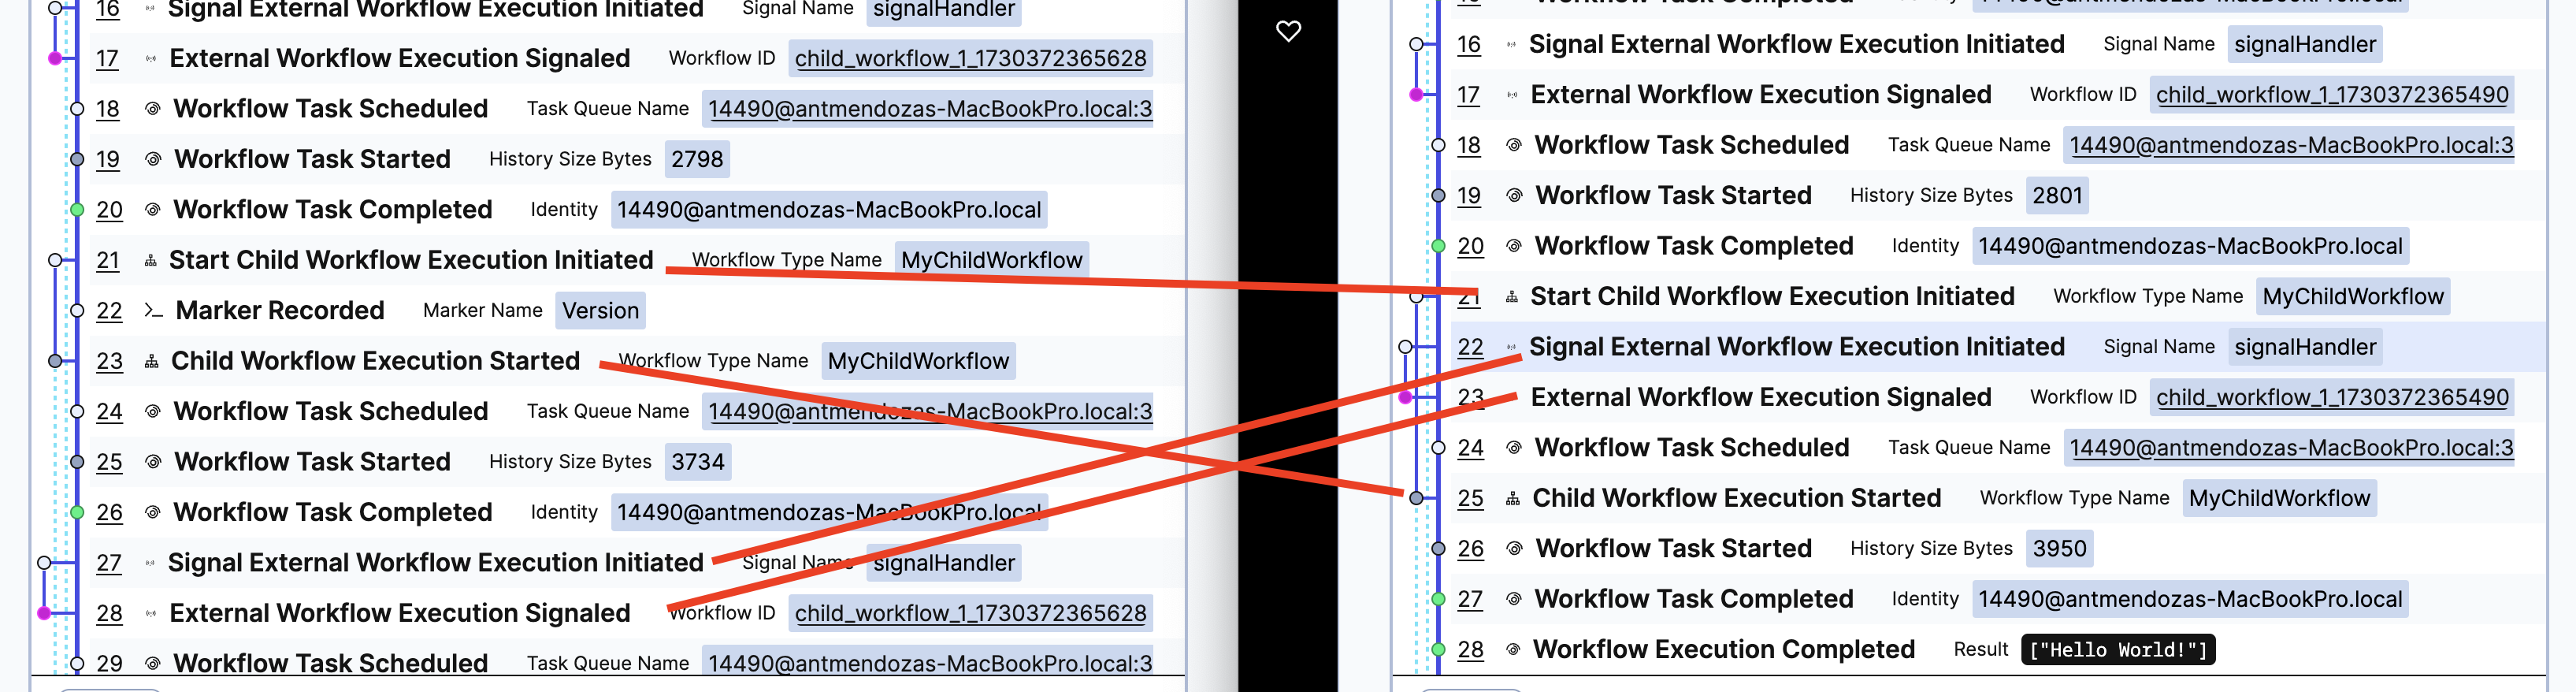 16 Signal External Workflow Execution Initiated Signal Name signalHandler
17 External Workflow Execution Signaled Workflow ID child_workflow_1_1730372365628
18 Workflow Task Scheduled Task Queue Name 14490@antmendozas-MacBookPro.local:3
19 Workflow Task Started History Size Bytes 2798
20 Workflow Task Completed Identity 14490@antmendozas-MacBookPro.local
21 Start Child Workflow Execution Initiated Workflow Type Name MyChildWorkflow
22 Marker Recorded Marker Name Version
23 Child Workflow Execution Started Workflow Type Name MyChildWorkflow
24 Workflow Task Scheduled Task Queue Name 14490@antmendozas-MacBookPro.local:3
25 Workflow Task Started History Size Bytes 3734
26 Workflow Task Completed Identity 14490@antmendozas-MacBookPro.local
27 Signal External Workflow Execution Initiated Signal Name signalHandler
28 External Workflow Execution Signaled Workflow ID child_workflow_1_1730372365628
29 Workflow Task Scheduled Task Queue Name 14490@antmendozas-MacBookPro.local:3
16 Signal External Workflow Execution Initiated Signal Name signalHandler
17 External Workflow Execution Signaled Workflow ID child_workflow_1_1730372365490
18 Workflow Task Scheduled Task Queue Name 14490@antmendozas-MacBookPro.local:3
19 Workflow Task Started History Size Bytes 2801
20 Workflow Task Completed Identity 14490@antmendozas-MacBookPro.local
21 Start Child Workflow Execution Initiated Workflow Type Name MyChildWorkflow
22 Signal External Workflow Execution Initiated Signal Name signalHandler
23 External Workflow Execution Signaled Workflow ID child_workflow_1_1730372365490
24 Workflow Task Scheduled Task Queue Name 14490@antmendozas-MacBookPro.local:3
25 Child Workflow Execution Started Workflow Type Name MyChildWorkflow
26 Workflow Task Started History Size Bytes 3950
27 Workflow Task Completed Identity 14490@antmendozas-MacBookPro.local
28 Workflow Execution Completed Result ["Hello World!"]